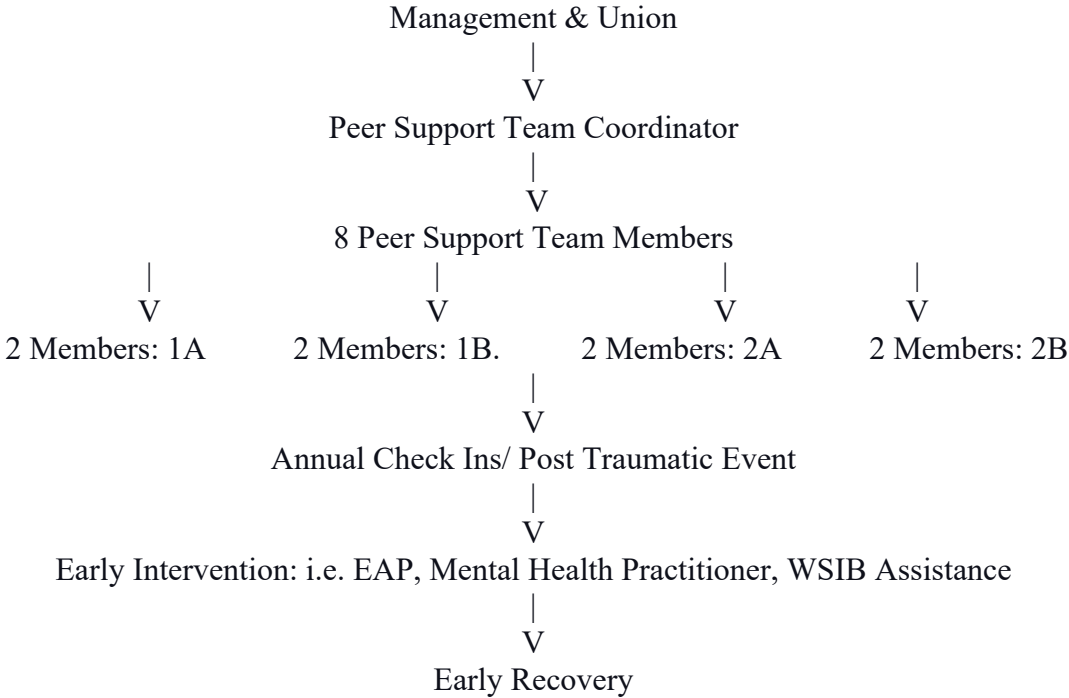 Management & Union
|
V
Peer Support Team Coordinator
|
V
8 Peer Support Team Members
| | | |
V V V V
2 Members: 1A 2 Members: 1B. 2 Members: 2A 2 Members: 2B
|
V
Annual Check Ins/ Post Traumatic Event
|
V
Early Intervention: i.e. EAP, Mental Health Practitioner, WSIB Assistance
|
V
Early Recovery